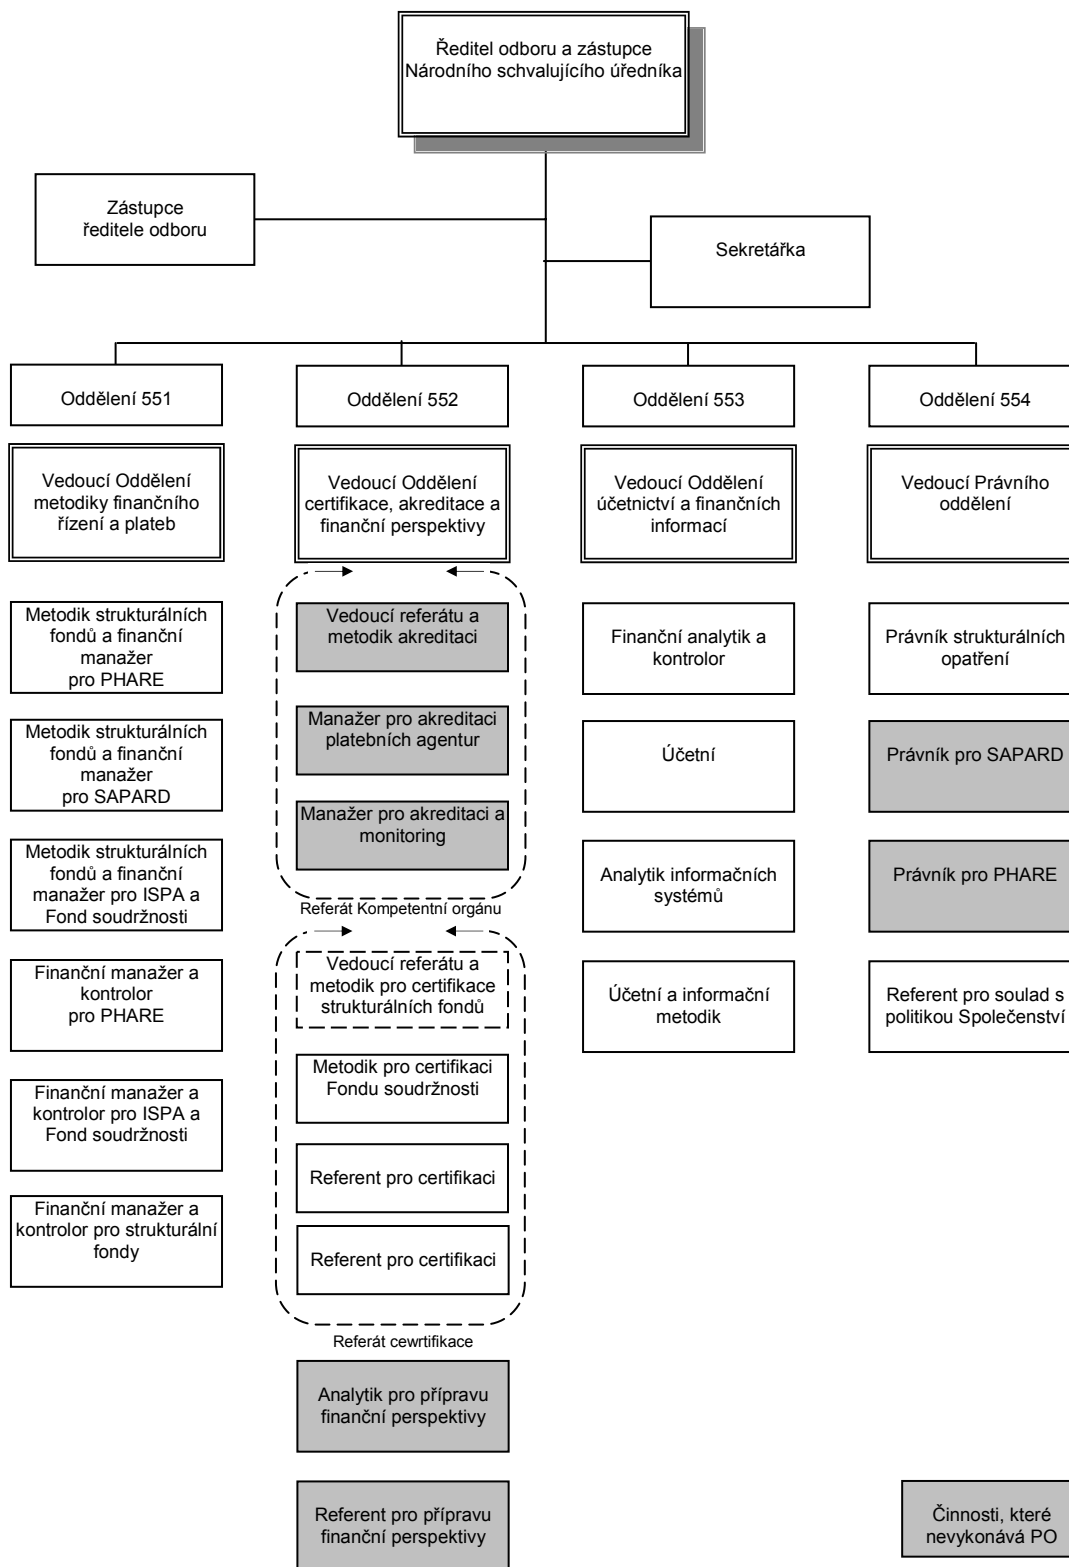 Ředitel odboru a zástupce
Národního schvalujícího úředníka
Zástupce
ředitele odboru
Sekretářka
Oddělení 551
Oddělení 552
Oddělení 553
Oddělení 554
Vedoucí Oddělení
metodiky finančního
řízení a plateb
Vedoucí Oddělení
certifikace, akreditace a
finanční perspektivy
Vedoucí Oddělení
účetnictví a finančních
informací
Vedoucí Právního
oddělení
Metodik strukturálních
fondů a finanční
manažer
pro PHARE
Metodik strukturálních
fondů a finanční
manažer
pro SAPARD
Metodik strukturálních
fondů a finanční
manažer pro ISPA a
Fond soudržnosti
Finanční manažer a
kontrolor
pro PHARE
Finanční manažer a
kontrolor pro ISPA a
Fond soudržnosti
Finanční manažer a
kontrolor pro strukturální
fondy
Vedoucí referátu a
metodik akreditaci
Manažer pro akreditaci
platebních agentur
Manažer pro akreditaci a
monitoring
Referát Kompetentní orgánu
Vedoucí referátu a
metodik pro certifikace
strukturálních fondů
Metodik pro certifikaci
Fondu soudržnosti
Referent pro certifikaci
Referent pro certifikaci
Referát cewrtifikace
Analytik pro přípravu
finanční perspektivy
Referent pro přípravu
finanční perspektivy
Finanční analytik a
kontrolor
Účetní
Analytik informačních
systémů
Účetní a informační
metodik
Právník strukturálních
opatření
Právník pro SAPARD
Právník pro PHARE
Referent pro soulad s
politikou Společenství
Činnosti, které
nevykonává PO